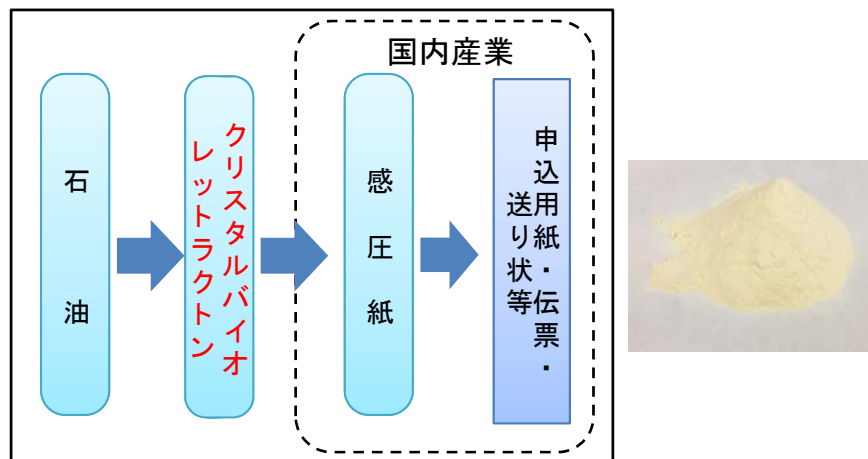 国内産業
石油
クリスタルバイオ
レットラクトン
感圧紙
申込用紙・伝票・
送り状等